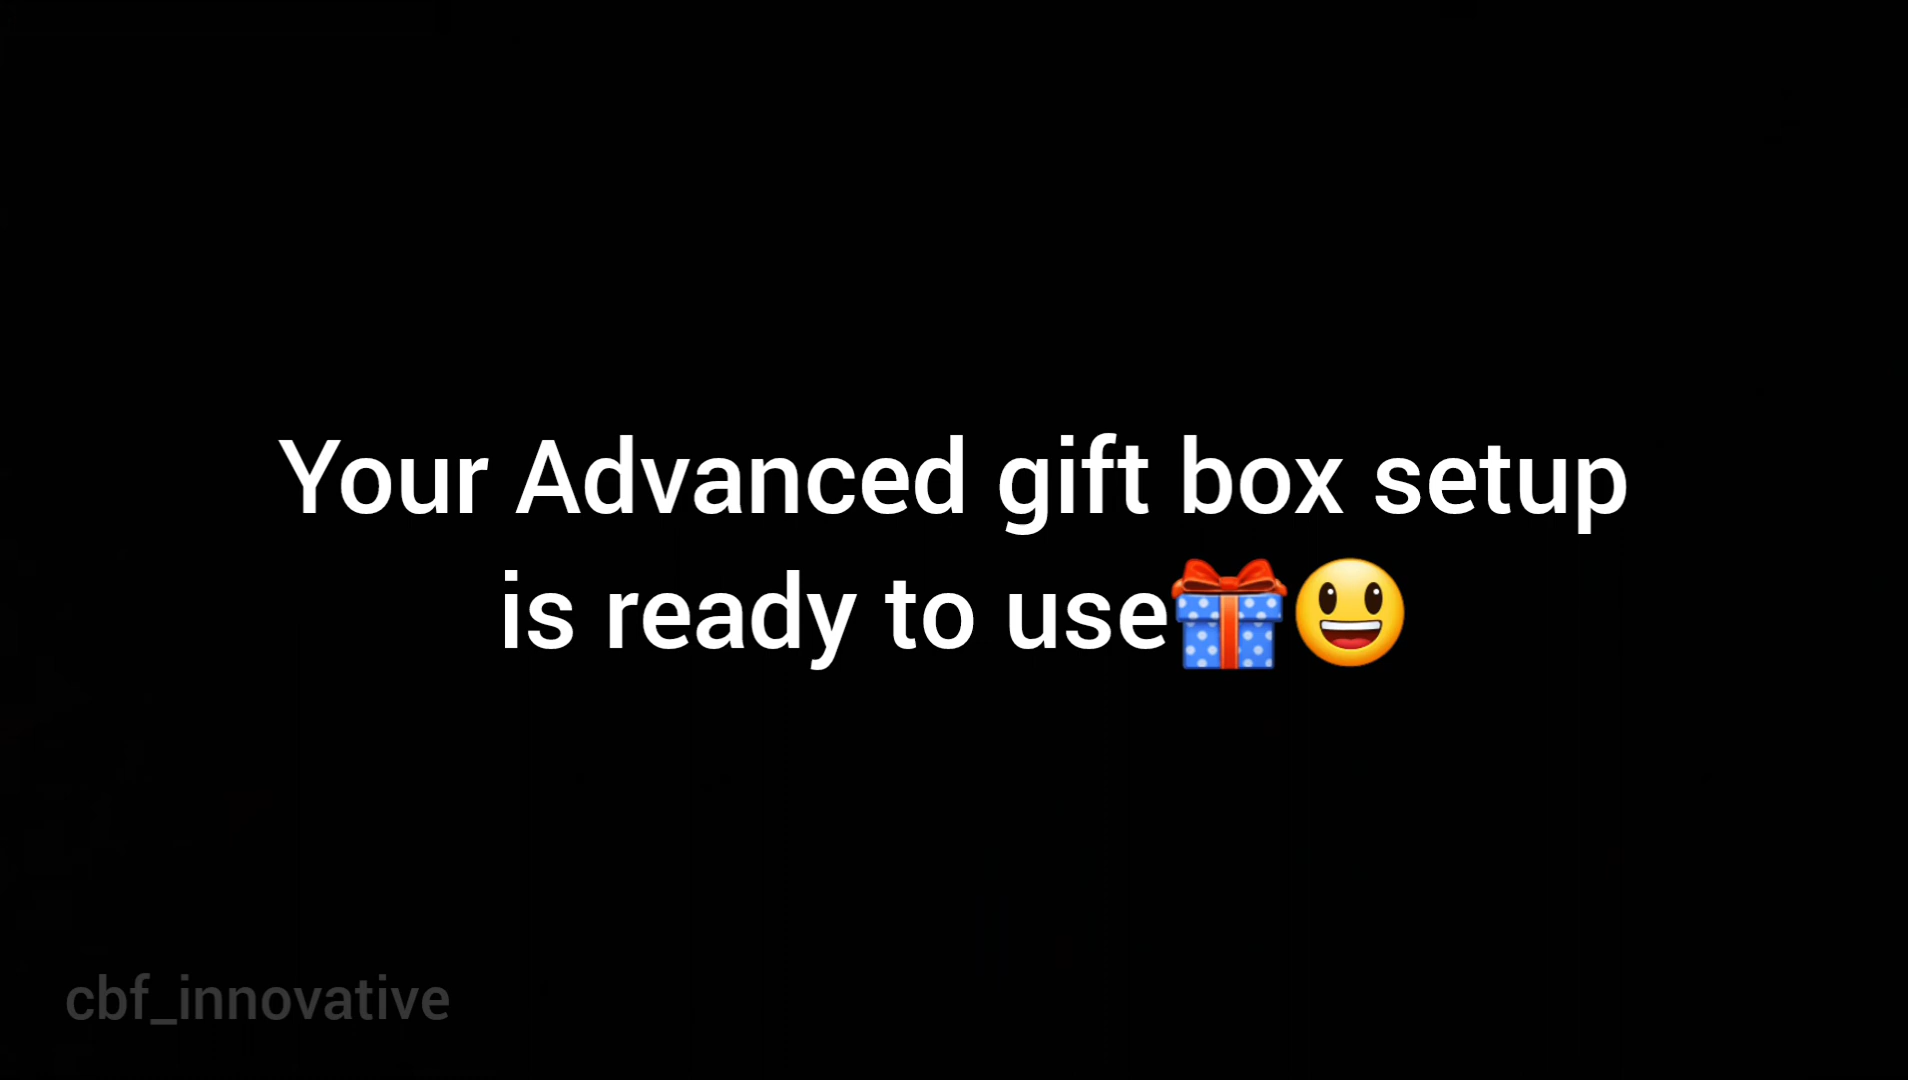 Your Advanced gift box setup
is ready to use🎁😃
cbf_innovative